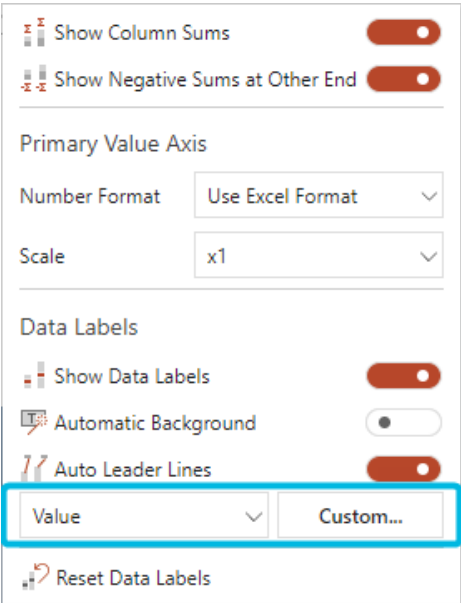 Show Column Sums
Show Negative Sums at Other End
Primary Value Axis
Number Format Use Excel Format
Scale x1
Data Labels
Show Data Labels
Automatic Background
Auto Leader Lines
Value Custom...
Reset Data Labels